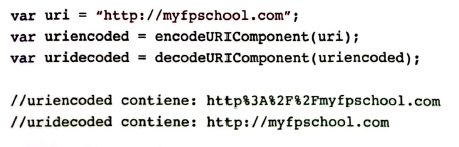 var uri = "http://myfpschool.com";
var uriencoded = encodeURIComponent(uri);
var uridecoded = decodeURIComponent(uriencoded);
//uriencoded contiene: http%3A%2F%2Fmyfpschool.com
//uridecoded contiene: http://myfpschool.com